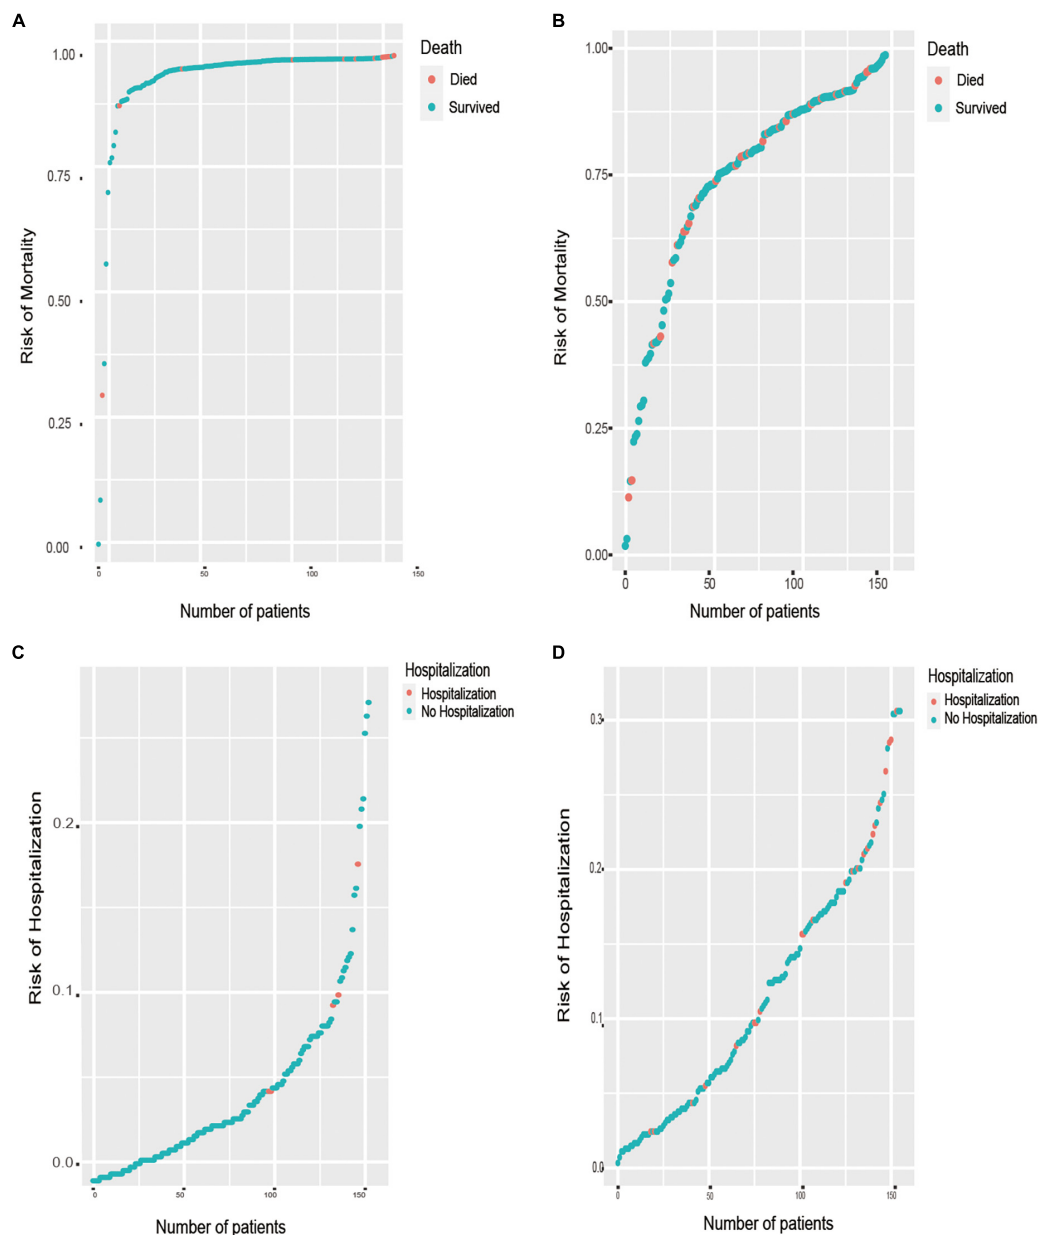 A
Death
Died
Survived
1.00
0.75
0.50
0.25
0.00
Risk of Mortality
0
50
100
150
Number of patients
B
Death
Died
Survived
1.00
0.75
0.50
0.25
0.00
Risk of Mortality
0
50
100
150
Number of patients
C
Hospitalization
Hospitalization
No Hospitalization
0.2
0.1
0.0
Risk of Hospitalization
0
50
100
150
Number of patients
D
Hospitalization
Hospitalization
No Hospitalization
0.3
0.2
0.1
0.0
Risk of Hospitalization
0
50
100
150
Number of patients